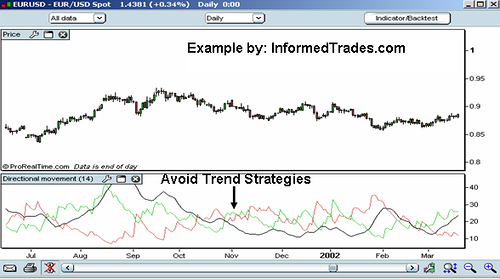 EURUSD - EUR/USD Spot 1.4381 (+0.34%) Daily 0:00
All data Daily Indicator/Backtest
Price
Example by: InformedTrades.com
1
0.95
0.9
0.85
©ProRealTime.com Data is end of day
Avoid Trend Strategies
Directional movement (14)
40
30
20
10
Jul Aug Sep Oct Nov Dec 2002 Feb Mar